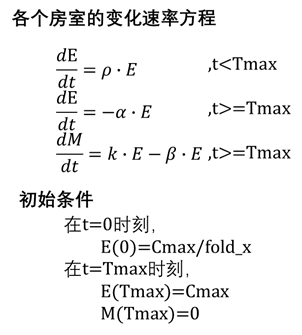 各个房室的变化速率方程
dE/dt = ρ · E ,t<Tmax
dE/dt = −α · E ,t>=Tmax
dM/dt = k · E − β · E ,t>=Tmax
初始条件
在t=0时刻,
E(0)=Cmax/fold_x
在t=Tmax时刻,
E(Tmax)=Cmax
M(Tmax)=0